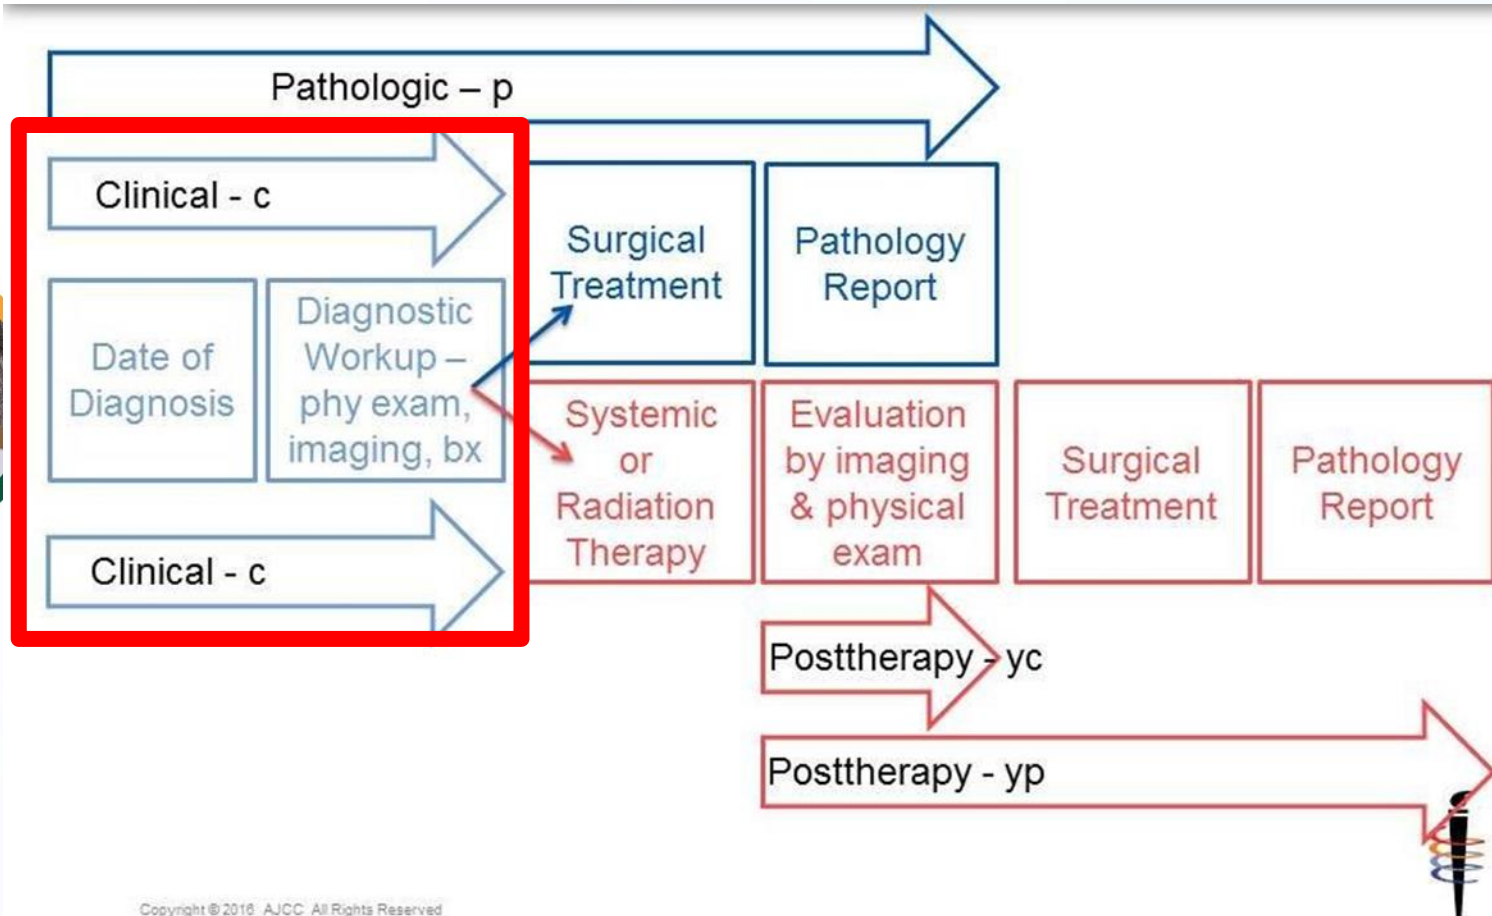 Pathologic – p
Clinical - c
Date of
Diagnosis
Diagnostic
Workup –
phy exam,
imaging, bx
Surgical
Treatment
Pathology
Report
Systemic
or
Radiation
Therapy
Evaluation
by imaging
& physical
exam
Surgical
Treatment
Pathology
Report
Clinical - c
Posttherapy - yc
Posttherapy - yp
Copyright © 2016 AJCC All Rights Reserved